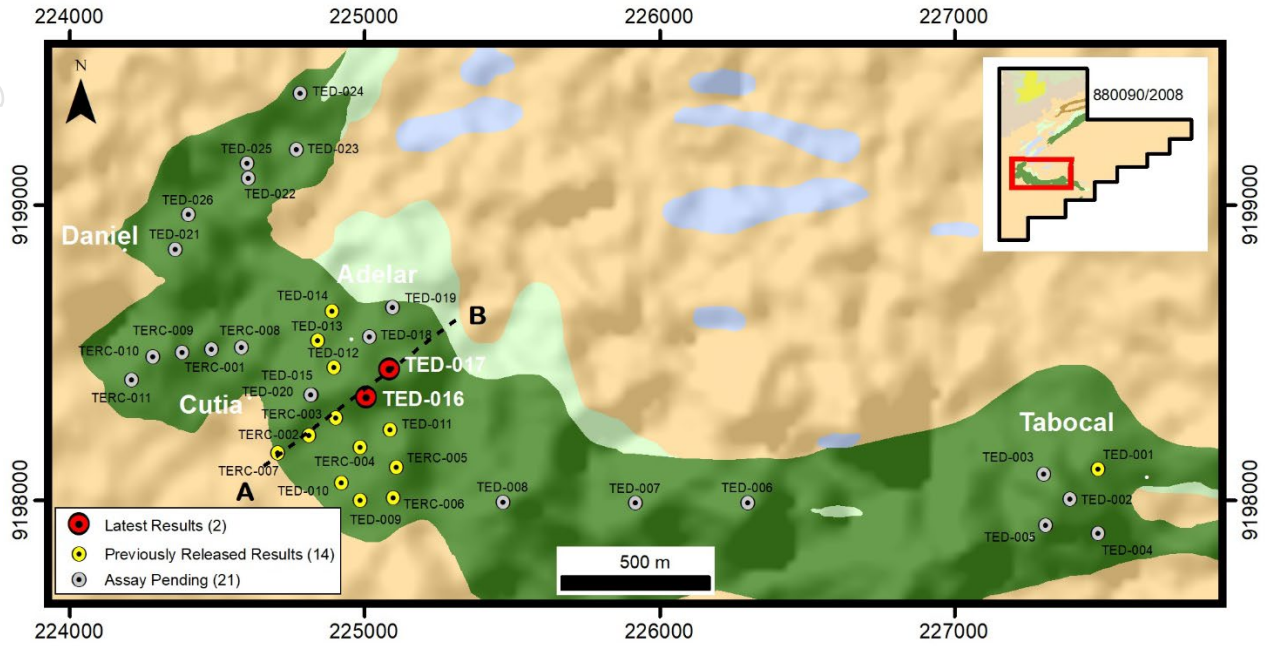 224000
225000
226000
227000
N
880090/2008
TED-024
TED-025
TED-023
TED-022
9199000
9199000
TED-026
Daniel
TED-021
Adelar
TED-014
TED-019
B
TED-013
TERC-009
TERC-008
TED-018
TERC-010
TED-012
TERC-001
TED-017
TED-015
TERC-011
TED-020
TED-016
Cutia
TERC-003
Tabocal
TERC-002
TED-011
TERC-007
TERC-004
TERC-005
TED-003
TED-001
A
TED-010
TERC-006
TED-008
TED-007
TED-006
TED-002
9198000
9198000
TED-009
TED-005
TED-004
Latest Results (2)
Previously Released Results (14)
Assay Pending (21)
500 m
224000
225000
226000
227000